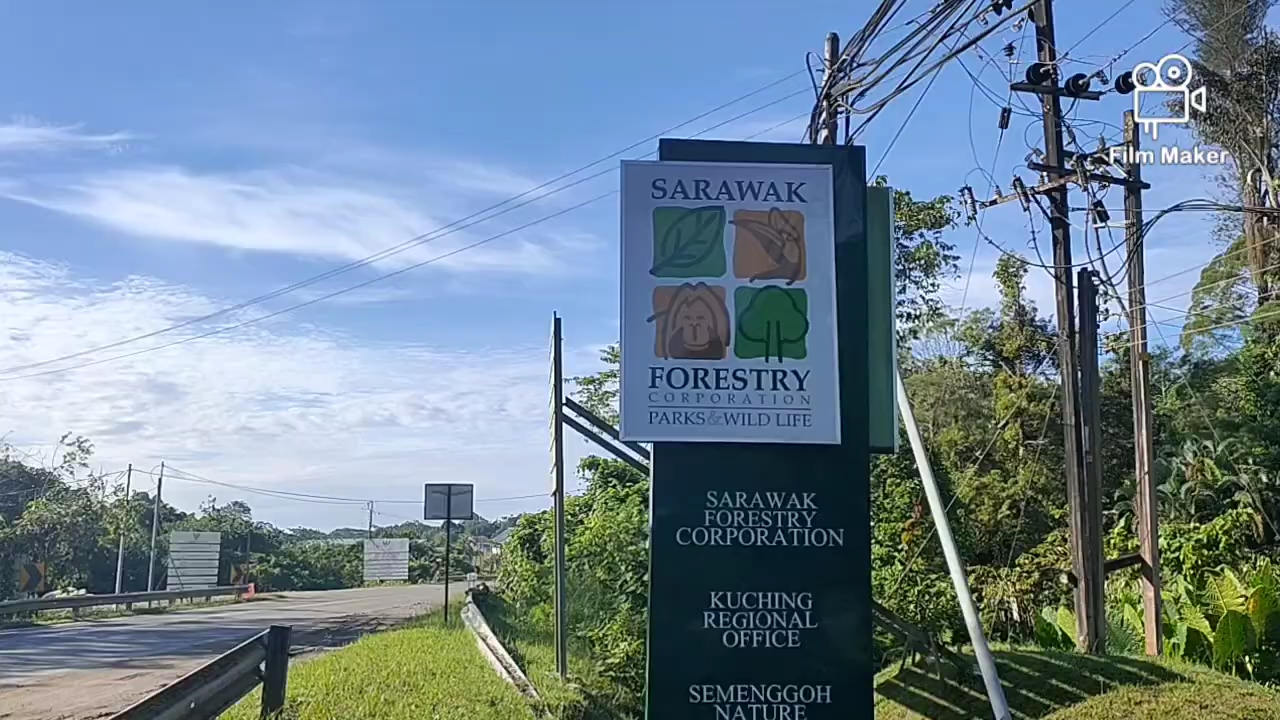 Film Maker
SARAWAK
FORESTRY
CORPORATION
PARKS & WILD LIFE
SARAWAK
FORESTRY
CORPORATION
KUCHING
REGIONAL
OFFICE
SEMENGGOH
NATURE